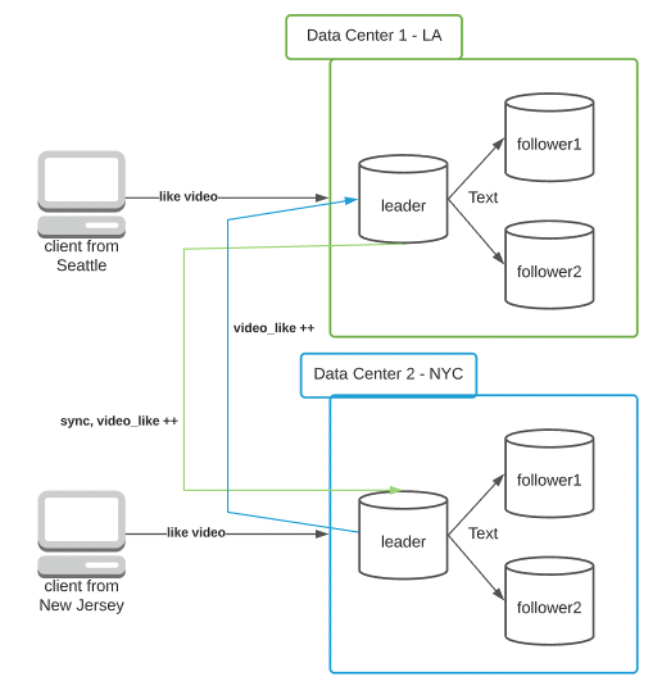 Data Center 1 - LA
follower1
like video
leader
Text
client from
Seattle
follower2
video_like ++
Data Center 2 - NYC
sync, video_like ++
follower1
like video
leader
Text
client from
New Jersey
follower2